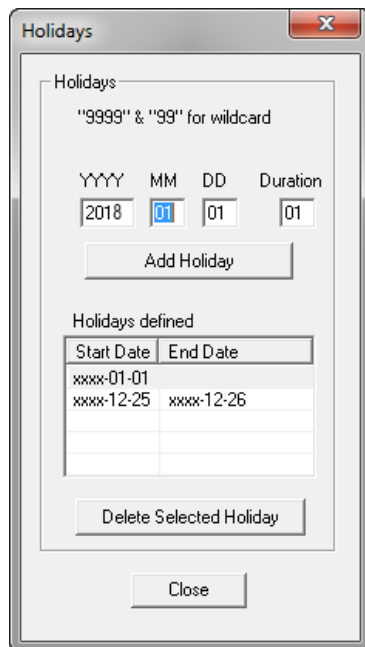 Holidays
Holidays
"9999" & "99" for wildcard
YYYY MM DD Duration
2018 01 01 01
Add Holiday
Holidays defined
Start Date End Date
xxxx-01-01
xxxx-12-25 xxxx-12-26
Delete Selected Holiday
Close